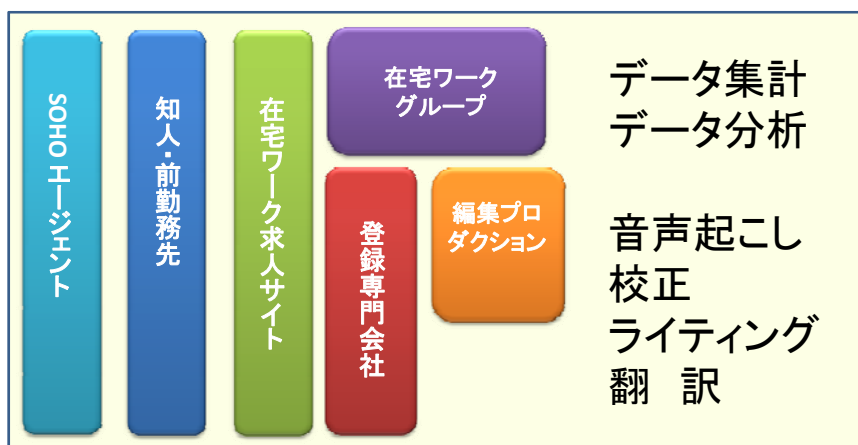 SOHO エージェント
知人・前勤務先
在宅ワーク求人サイト
在宅ワーク
グループ
登録専門会社
編集プロ
ダクション
データ集計
データ分析
音声起こし
校正
ライティング
翻　訳